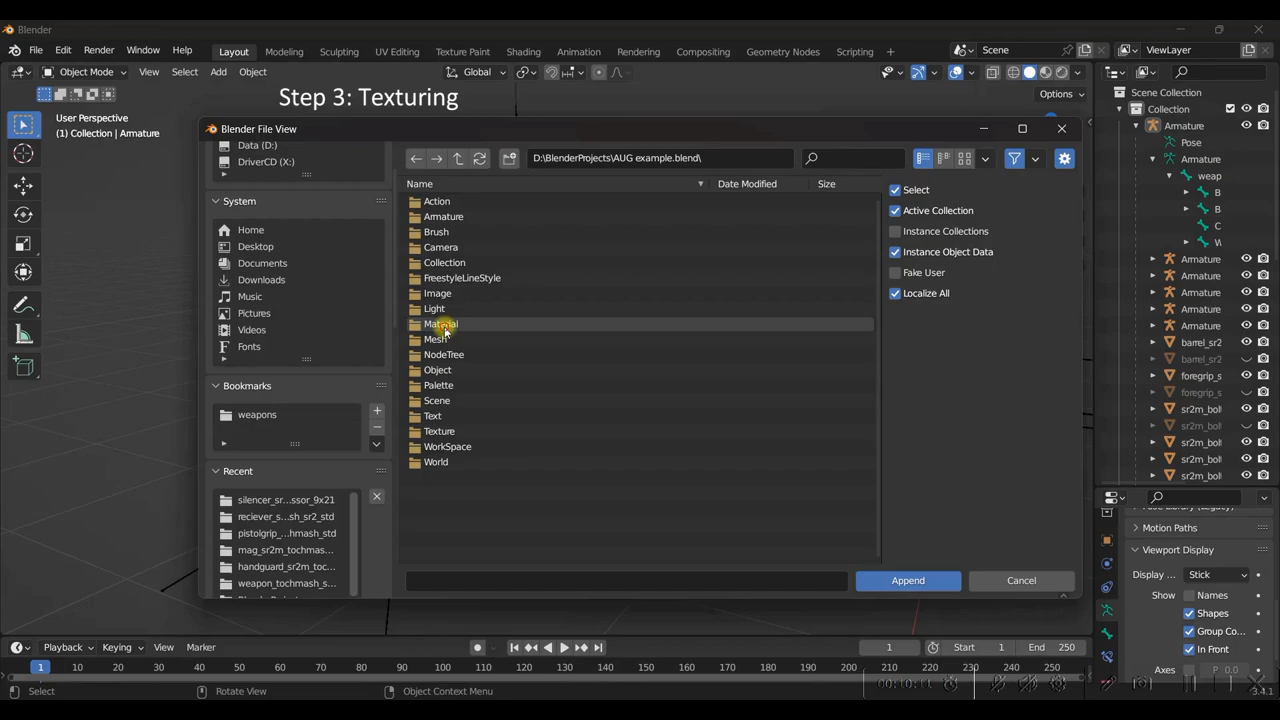 Blender
File Edit Render Window Help Layout Modeling Sculpting UV Editing Texture Paint Shading Animation Rendering Compositing Geometry Nodes Scripting + Scene ViewLayer
Object Mode View Select Add Object Global
Options
Step 3: Texturing
User Perspective
(1) Collection | Armature
Blender File View
Data (D:)
DriverCD (X:)
System
Home
Desktop
Documents
Downloads
Music
Pictures
Videos
Fonts
Bookmarks
weapons
Recent
silencer_sr...ssor_9x21
reciever_s...sh_sr2_std
pistolgrip_...hmash_std
mag_sr2m_tochmas...
handguard_sr2m_toc...
weapon_tochmash_s...
D:\BlenderProjects\AUG example.blend\
Name Date Modified Size
Action
Armature
Brush
Camera
Collection
FreestyleLineStyle
Image
Light
Material
Mesh
NodeTree
Object
Palette
Scene
Text
Texture
WorkSpace
World
Select
Active Collection
Instance Collections
Instance Object Data
Fake User
Localize All
Append Cancel
Scene Collection
Collection
Armature
Pose
Armature
weap
B
B
C
W
Armature
Armature
Armature
Armature
Armature
barrel_sr2
barrel_sr2
foregrip_s
foregrip_s
sr2m_bolt
sr2m_bolt
sr2m_bolt
sr2m_bolt
sr2m_bolt
Motion Paths
Viewport Display
Display ... Stick
Show Names
Shapes
Group Co...
In Front
Axes P 0.0
Playback Keying View Marker 1 Start 1 End 250
1 10 20 30 40 50 60 70 80 90 100 110 120 130 140 150 160 170 180 190 200 210 220 230 240 250
Select Rotate View Object Context Menu 00:10:11 3.4.1